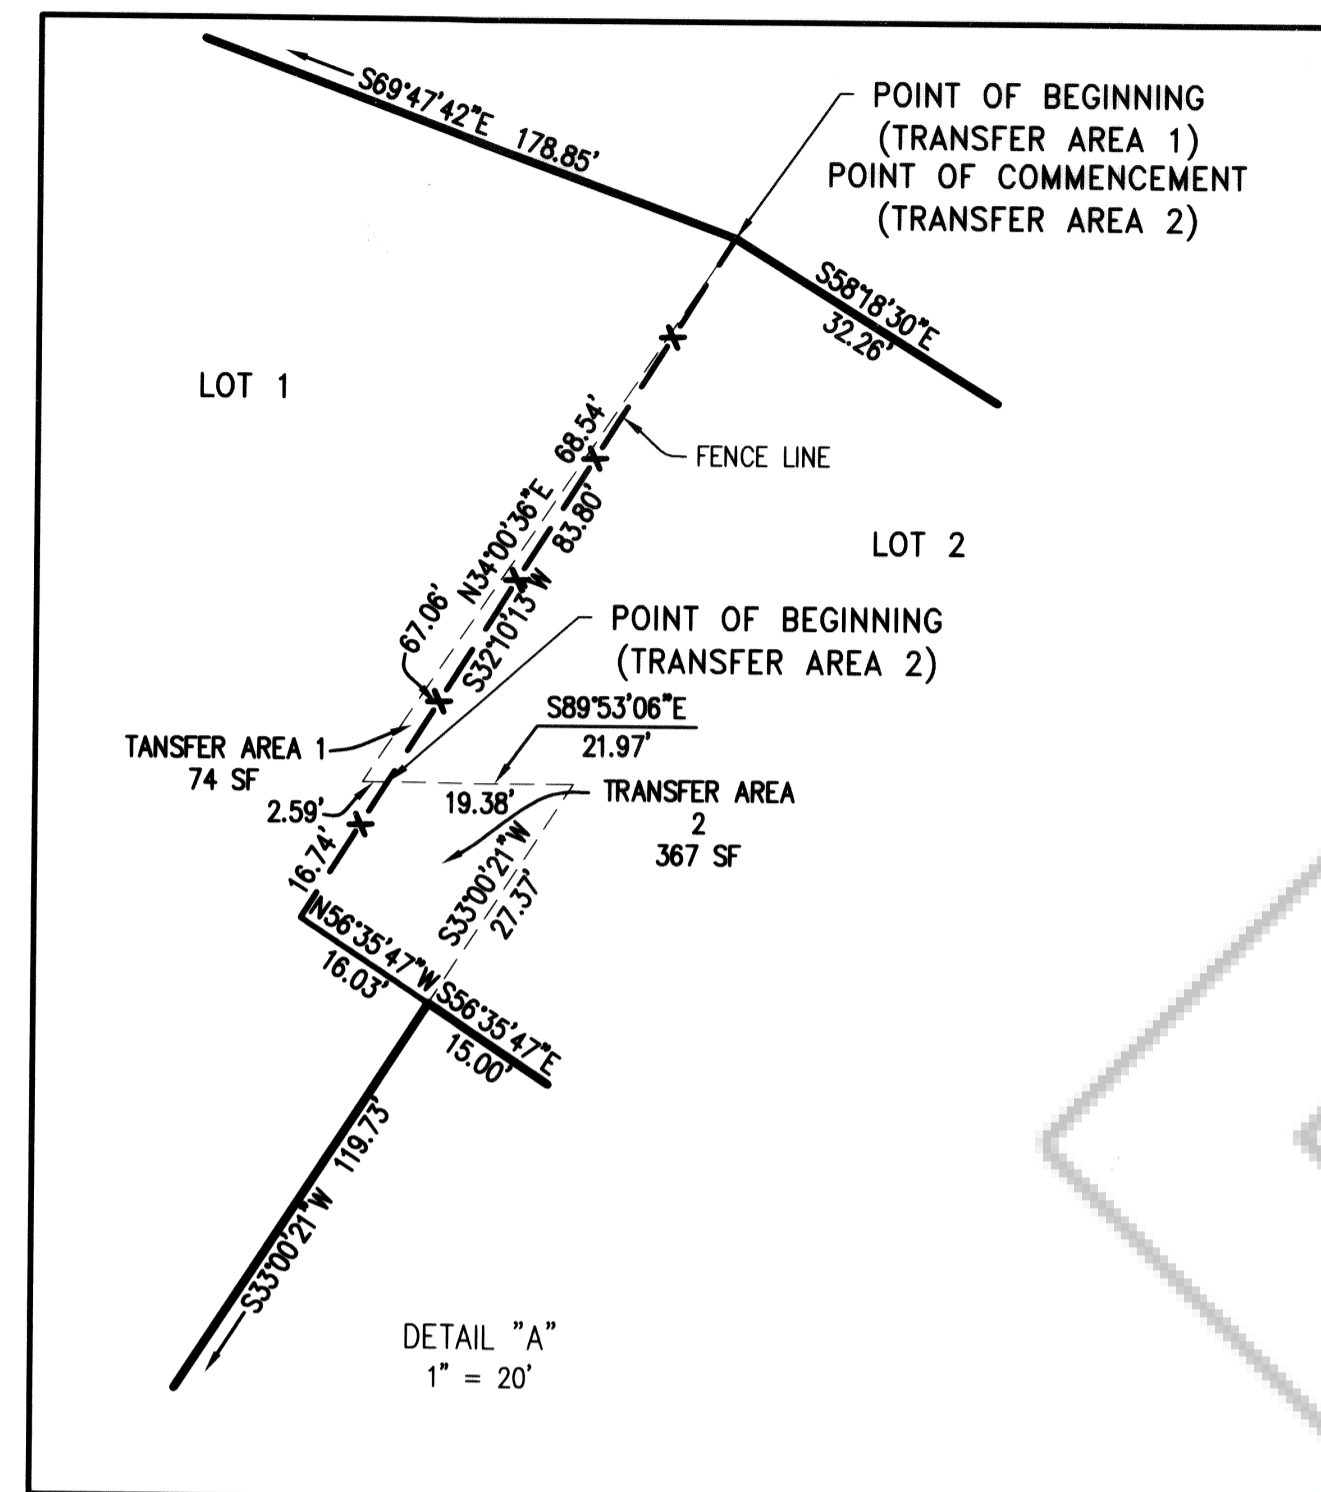 S69°47'42"E 178.85'
POINT OF BEGINNING
(TRANSFER AREA 1)
POINT OF COMMENCEMENT
(TRANSFER AREA 2)
S58°18'30"E
32.26'
LOT 1
N34°00'36"E 68.54'
FENCE LINE
S32°10'13"W 83.80'
LOT 2
67.06'
POINT OF BEGINNING
(TRANSFER AREA 2)
S89°53'06"E
21.97'
TANSFER AREA 1
74 SF
2.59'
19.38'
TRANSFER AREA
2
367 SF
16.74'
S33°00'21"W
27.37'
N56°35'47"W
16.03'
S56°35'47"E
15.00'
S33°00'21"W 119.73'
DETAIL "A"
1" = 20'